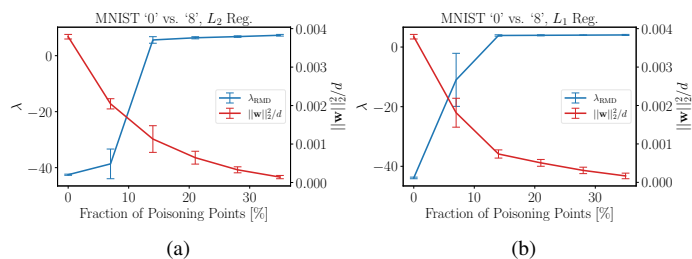 MNIST ‘0’ vs. ‘8’, L₂ Reg.
0
−20
−40
λ
0.004
0.003
0.002
0.001
0.000
||w||₂²/d
λRMD
||w||₂²/d
0 10 20 30
Fraction of Poisoning Points [%]
(a)
MNIST ‘0’ vs. ‘8’, L₁ Reg.
0
−20
−40
λ
0.004
0.003
0.002
0.001
0.000
||w||₂²/d
λRMD
||w||₂²/d
0 10 20 30
Fraction of Poisoning Points [%]
(b)